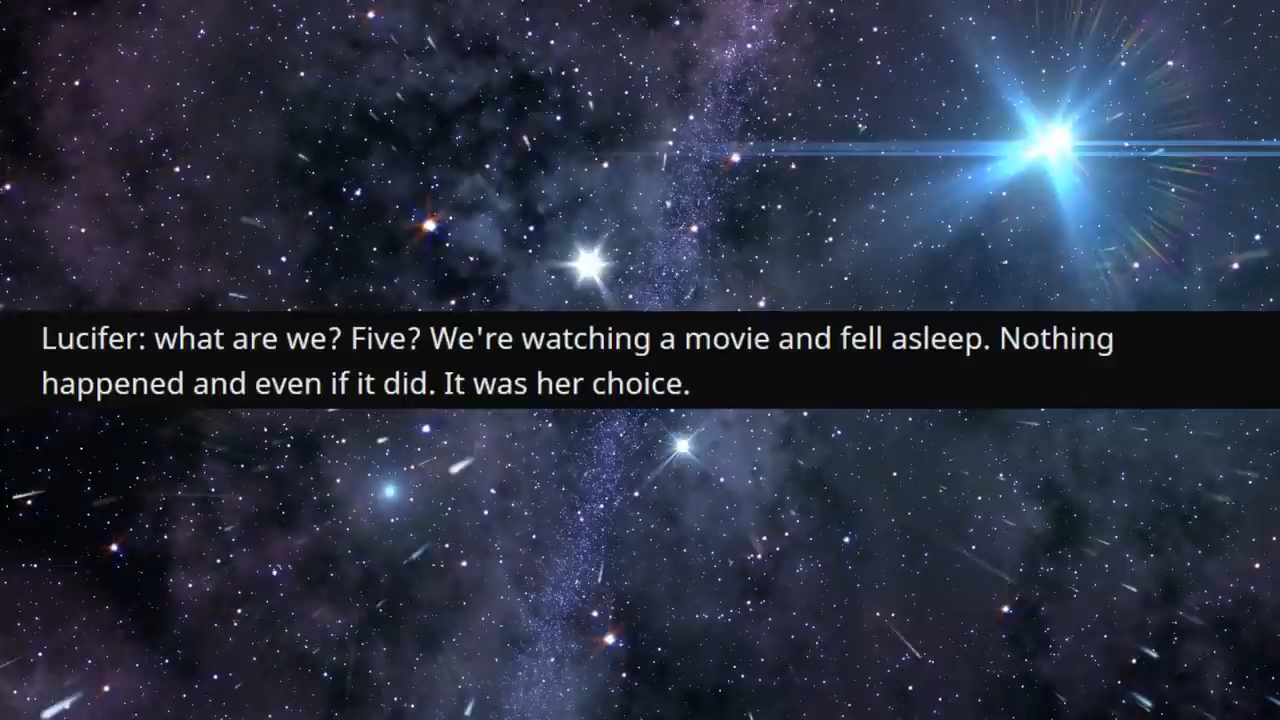 Lucifer: what are we? Five? We're watching a movie and fell asleep. Nothing
happened and even if it did. It was her choice.